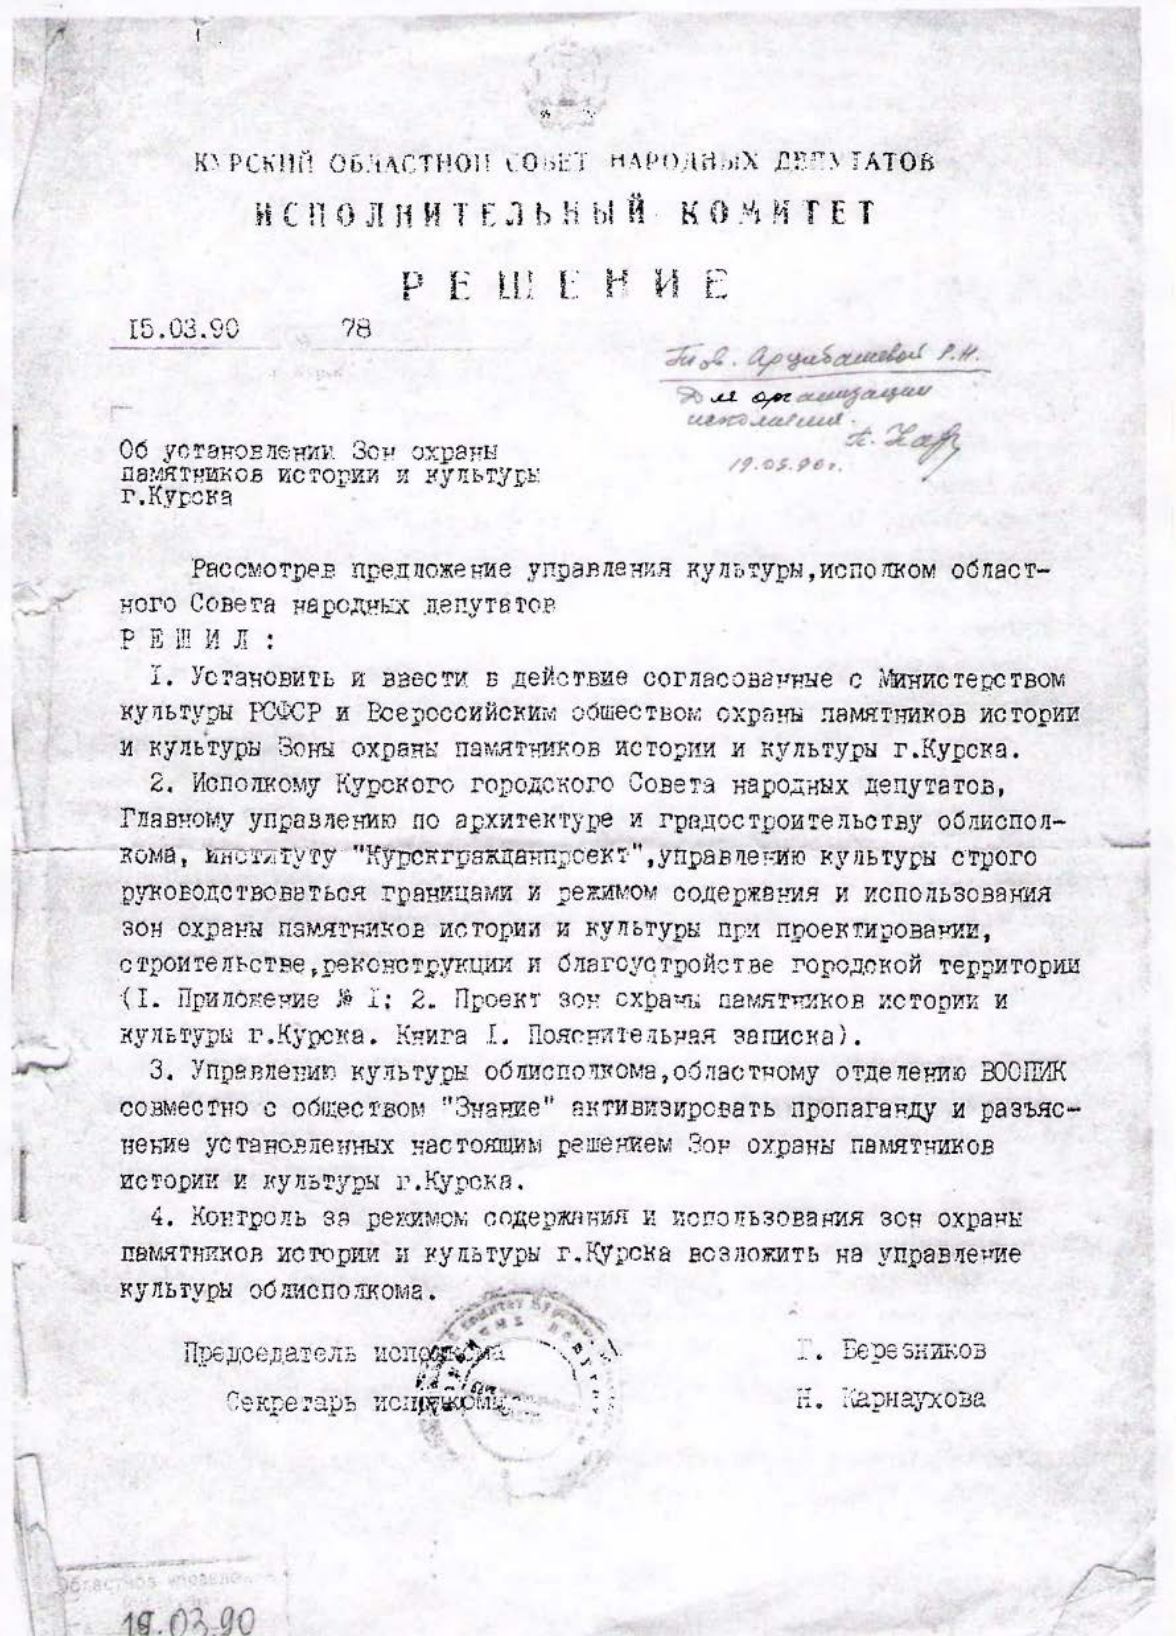 КУРСКИЙ ОБЛАСТНОЙ СОВЕТ НАРОДНЫХ ДЕПУТАТОВ
ИСПОЛНИТЕЛЬНЫЙ КОМИТЕТ
РЕШЕНИЕ
I5.03.90 78
Тов. Арцибашевой Р.Н.
Для организации
исполнения.
19.03.90г.
Об установлении Зон охраны
памятников истории и культуры
г.Курска
Рассмотрев предложение управления культуры,исполком област-
ного Совета народных депутатов
Р Е Ш И Л :
I. Установить и ввести в действие согласованные с Министерством
культуры РСФСР и Всероссийским обществом охраны памятников истории
и культуры Зоны охраны памятников истории и культуры г.Курска.
2. Исполкому Курского городского Совета народных депутатов,
Главному управлению по архитектуре и градостроительству облиспол-
кома, институту "Курскгражданпроект",управлению культуры строго
руководствоваться границами и режимом содержания и использования
зон охраны памятников истории и культуры при проектировании,
строительстве,реконструкции и благоустройстве городской территории
(I. Приложение № I; 2. Проект зон охраны памятников истории и
культуры г.Курска. Книга I. Пояснительная записка).
3. Управлению культуры облисполкома,областному отделению ВООПИК
совместно с обществом "Знание" активизировать пропаганду и разъяс-
нение установленных настоящим решением Зон охраны памятников
истории и культуры г.Курска.
4. Контроль за режимом содержания и использования зон охраны
памятников истории и культуры г.Курска возложить на управление
культуры облисполкома.
Председатель исполкома Г. Березников
Секретарь исполкома Н. Карнаухова
Областное управление
19.03.90